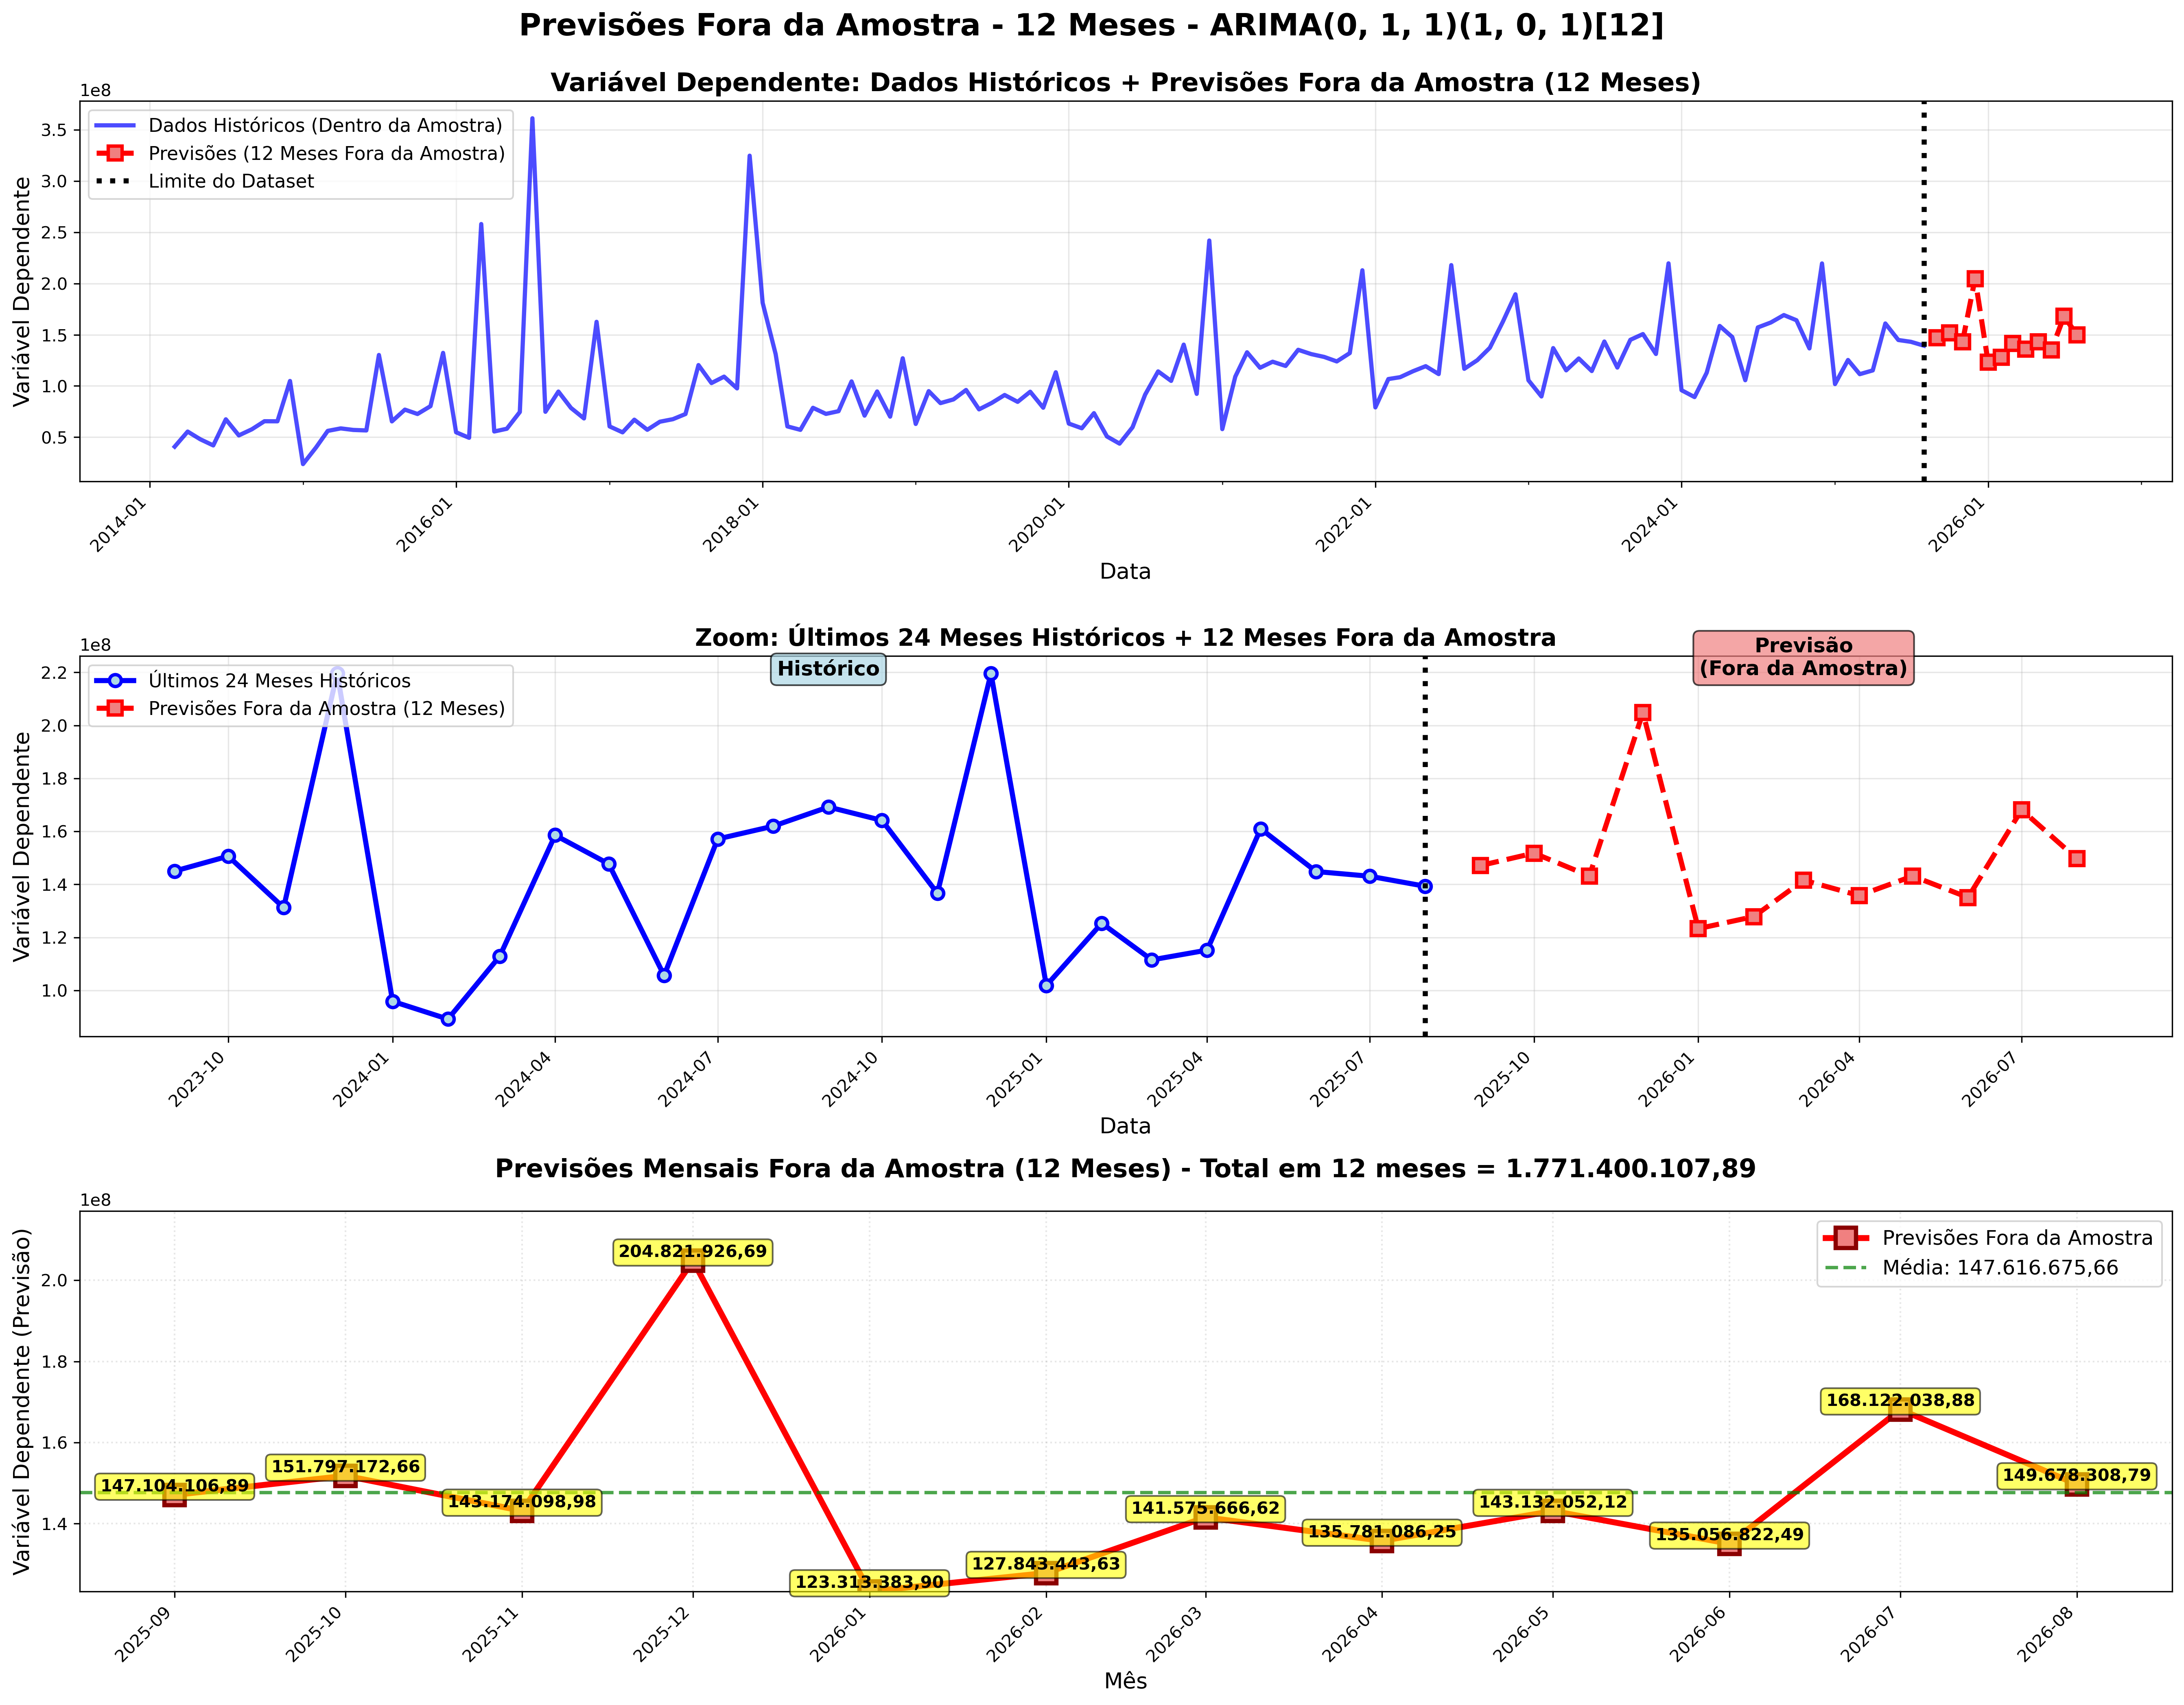 Previsões Fora da Amostra - 12 Meses - ARIMA(0, 1, 1)(1, 0, 1)[12]
Variável Dependente: Dados Históricos + Previsões Fora da Amostra (12 Meses)
1e8
Dados Históricos (Dentro da Amostra)
Previsões (12 Meses Fora da Amostra)
Limite do Dataset
Variável Dependente
3.5
3.0
2.5
2.0
1.5
1.0
0.5
2014-01
2016-01
2018-01
2020-01
2022-01
2024-01
2026-01
Data
Zoom: Últimos 24 Meses Históricos + 12 Meses Fora da Amostra
1e8
Histórico
Previsão
(Fora da Amostra)
Últimos 24 Meses Históricos
Previsões Fora da Amostra (12 Meses)
Variável Dependente
2.2
2.0
1.8
1.6
1.4
1.2
1.0
2023-10
2024-01
2024-04
2024-07
2024-10
2025-01
2025-04
2025-07
2025-10
2026-01
2026-04
2026-07
Data
Previsões Mensais Fora da Amostra (12 Meses) - Total em 12 meses = 1.771.400.107,89
1e8
Previsões Fora da Amostra
Média: 147.616.675,66
Variável Dependente (Previsão)
2.0
1.8
1.6
1.4
147.104.106,89
151.797.172,66
143.174.098,98
204.821.926,69
123.313.383,90
127.843.443,63
141.575.666,62
135.781.086,25
143.132.052,12
135.056.822,49
168.122.038,88
149.678.308,79
2025-09
2025-10
2025-11
2025-12
2026-01
2026-02
2026-03
2026-04
2026-05
2026-06
2026-07
2026-08
Mês